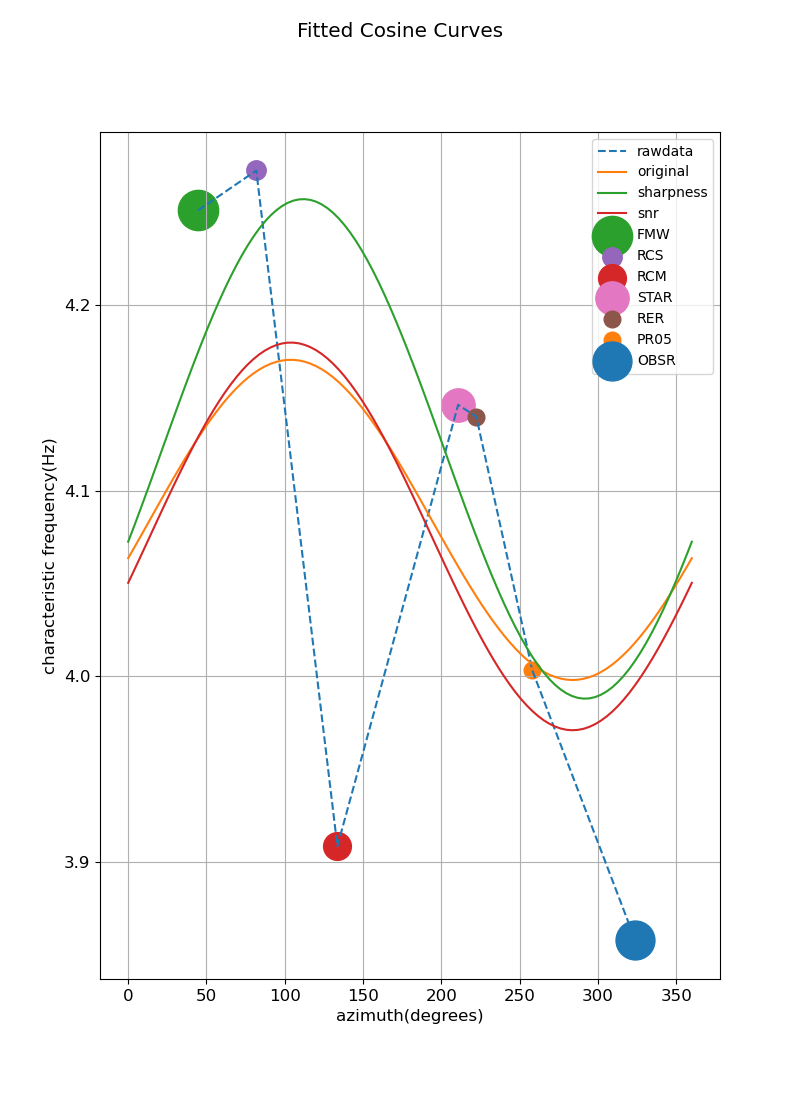 Fitted Cosine Curves
characteristic frequency(Hz)
4.2
4.1
4.0
3.9
rawdata
original
sharpness
snr
FMW
RCS
RCM
STAR
RER
PR05
OBSR
0 50 100 150 200 250 300 350
azimuth(degrees)